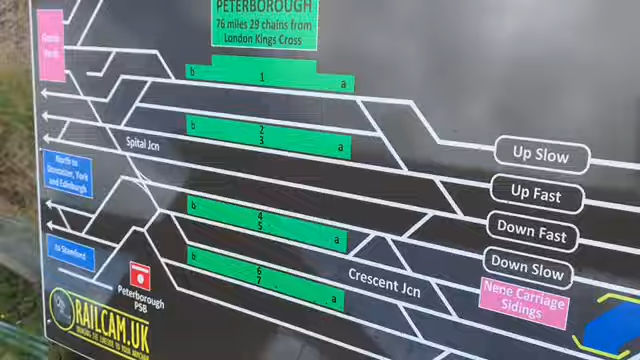 PETERBOROUGH
76 miles 29 chains from
London Kings Cross
b 1 a
b 2
3 a
Spital Jcn
Up Slow
Up Fast
Down Fast
Down Slow
North to
Doncaster, York
and Edinburgh
b 4
5 a
to Stamford
b 6
7 a
Crescent Jcn
Nene Carriage
Sidings
Peterborough
PSB
RAILCAM.UK